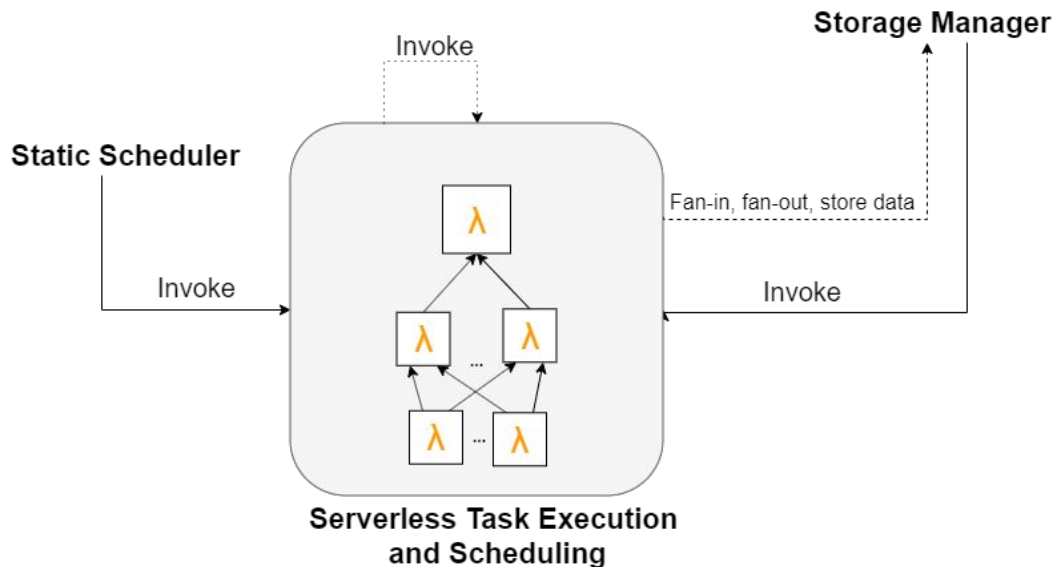 Storage Manager
Invoke
Static Scheduler
λ
Fan-in, fan-out, store data
Invoke
Invoke
λ
λ
...
λ
...
λ
Serverless Task Execution
and Scheduling